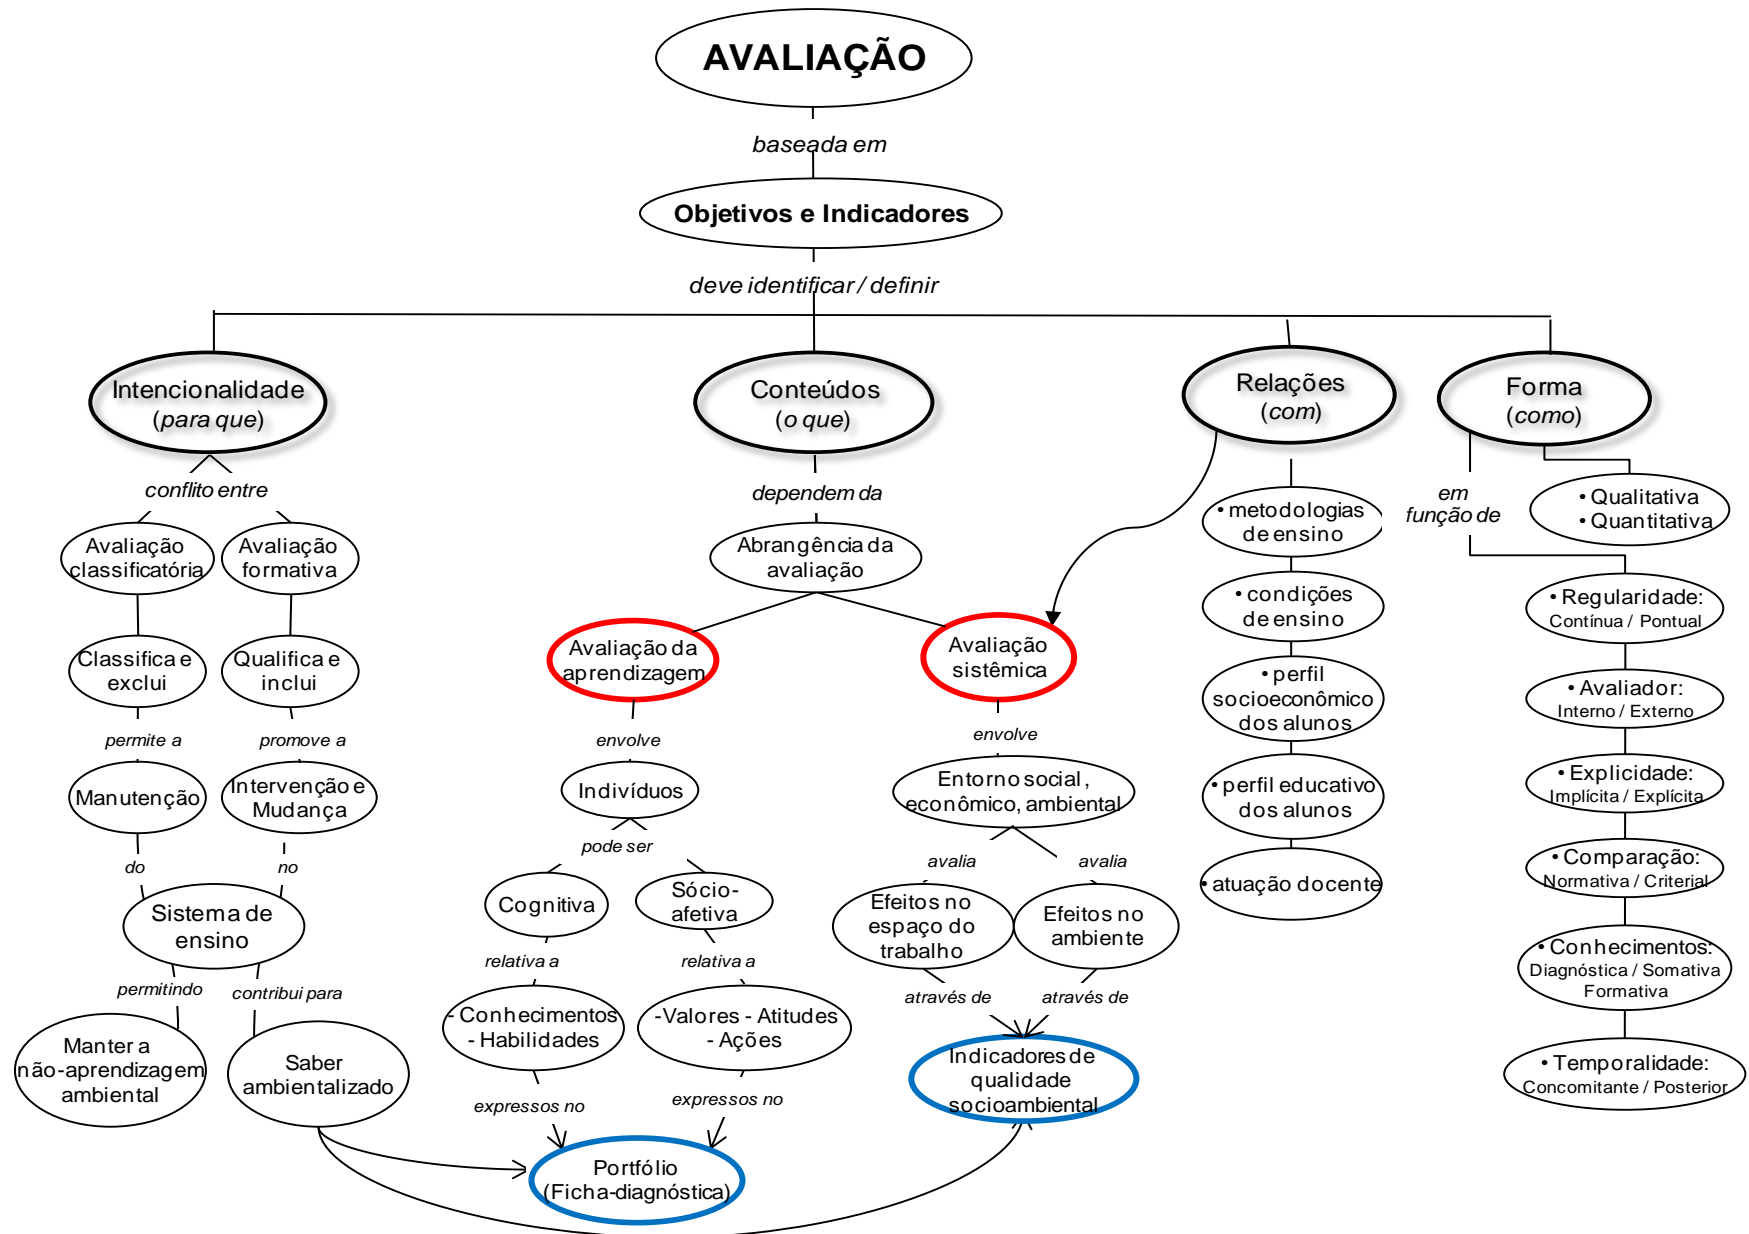 AVALIAÇÃO
baseada em
Objetivos e Indicadores
deve identificar / definir
Intencionalidade
(para que)
conflito entre
Avaliação
classificatória
Avaliação
formativa
Classifica e
exclui
Qualifica e
inclui
permite a
promove a
Manutenção
Intervenção e
Mudança
do
no
Sistema de
ensino
permitindo
contribui para
Manter a
não-aprendizagem
ambiental
Saber
ambientalizado
Conteúdos
(o que)
dependem da
Abrangência da
avaliação
Avaliação da
aprendizagem
envolve
Indivíduos
pode ser
Cognitiva
Sócio-
afetiva
relativa a
relativa a
- Conhecimentos
- Habilidades
-Valores - Atitudes
- Ações
expressos no
expressos no
Portfólio
(Ficha-diagnóstica)
Avaliação
sistêmica
envolve
Entorno social,
econômico, ambiental
avalia
avalia
Efeitos no
espaço do
trabalho
Efeitos no
ambiente
através de
através de
Indicadores de
qualidade
socioambiental
Relações
(com)
• metodologias
de ensino
• condições
de ensino
• perfil
socioeconômico
dos alunos
• perfil educativo
dos alunos
• atuação docente
Forma
(como)
em
função de
• Qualitativa
• Quantitativa
• Regularidade:
Contínua / Pontual
• Avaliador:
Interno / Externo
• Explicidade:
Implícita / Explícita
• Comparação:
Normativa / Criterial
• Conhecimentos:
Diagnóstica / Somativa
Formativa
• Temporalidade:
Concomitante / Posterior